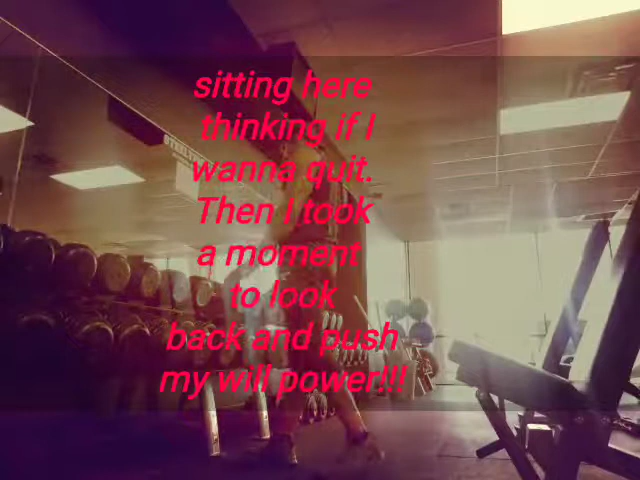 sitting here
thinking if I
wanna quit.
Then I took
a moment
to look
back and push
my will power!!!